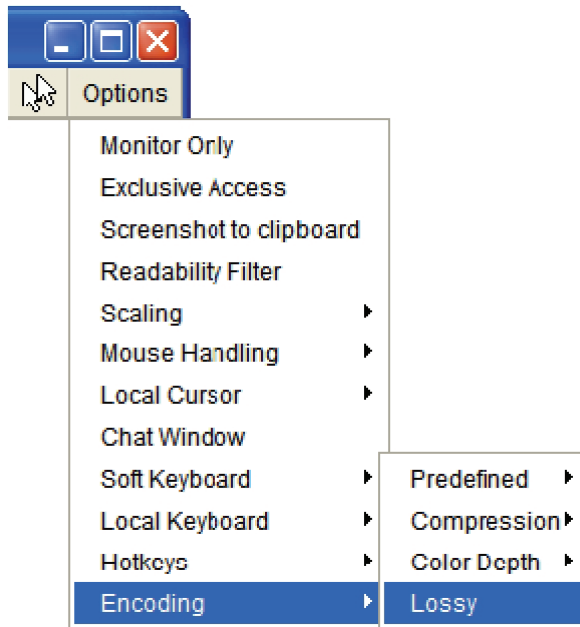 Options
Monitor Only
Exclusive Access
Screenshot to clipboard
Readability Filter
Scaling
Mouse Handling
Local Cursor
Chat Window
Soft Keyboard
Local Keyboard
Hotkeys
Encoding
Predefined
Compression
Color Depth
Lossy